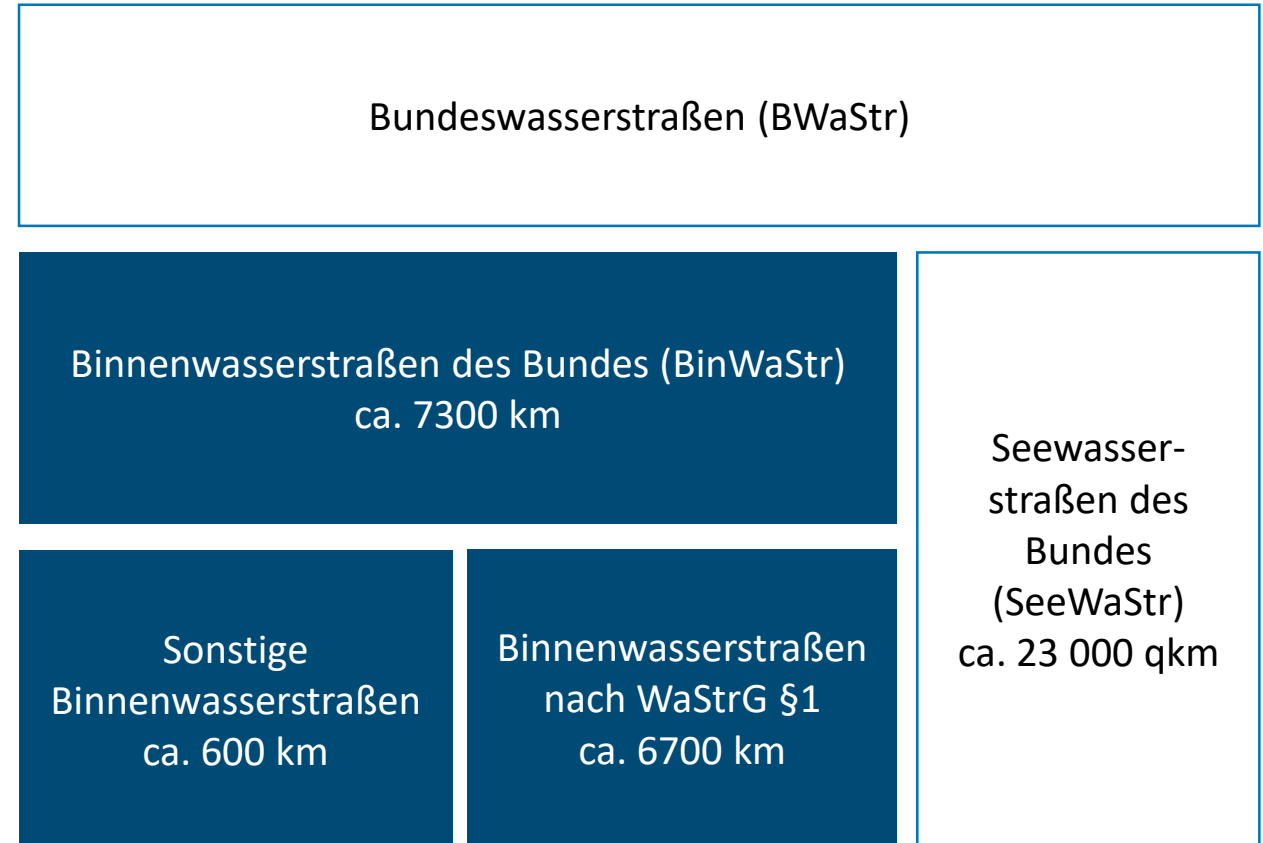 Bundeswasserstraßen (BWaStr)
Binnenwasserstraßen des Bundes (BinWaStr)
ca. 7300 km
Seewasser-
straßen des
Bundes
(SeeWaStr)
ca. 23 000 qkm
Sonstige
Binnenwasserstraßen
ca. 600 km
Binnenwasserstraßen
nach WaStrG §1
ca. 6700 km